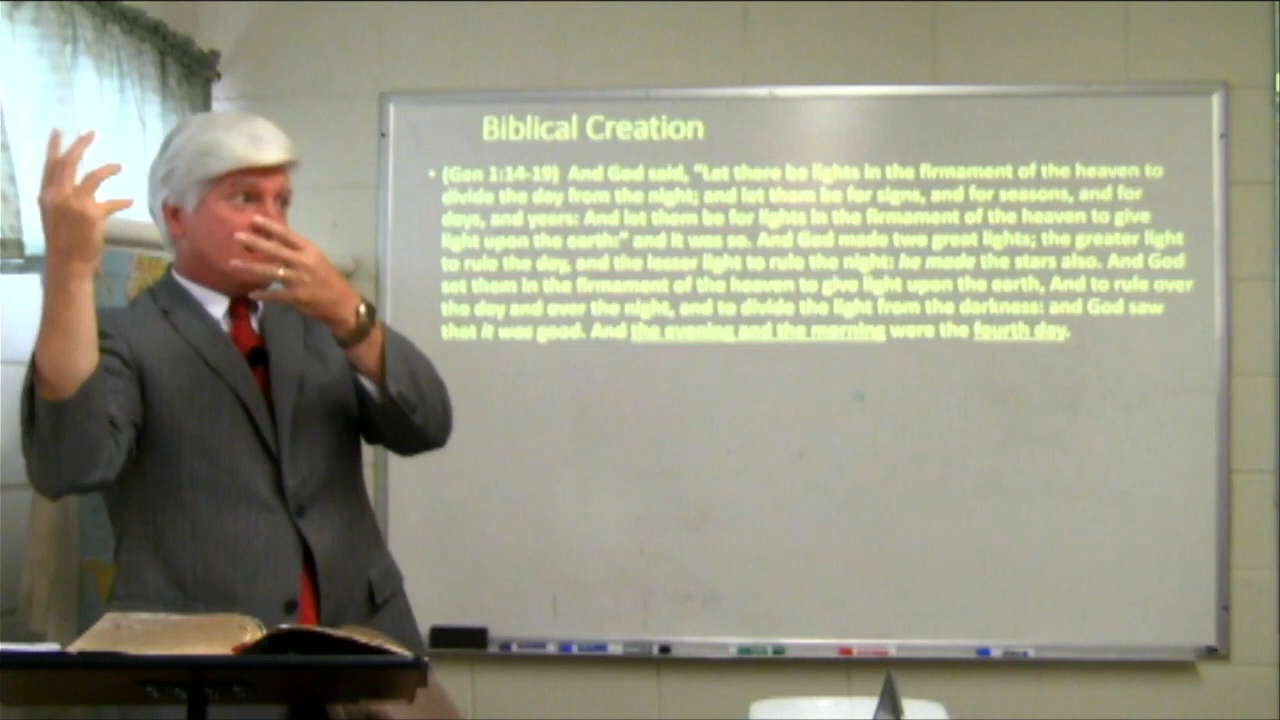 Biblical Creation
• (Gen 1:14-19) And God said, "Let there be lights in the firmament of the heaven to
divide the day from the night; and let them be for signs, and for seasons, and for
days, and years: And let them be for lights in the firmament of the heaven to give
light upon the earth:" and it was so. And God made two great lights; the greater light
to rule the day, and the lesser light to rule the night: he made the stars also. And God
set them in the firmament of the heaven to give light upon the earth, And to rule over
the day and over the night, and to divide the light from the darkness: and God saw
that it was good. And the evening and the morning were the fourth day.